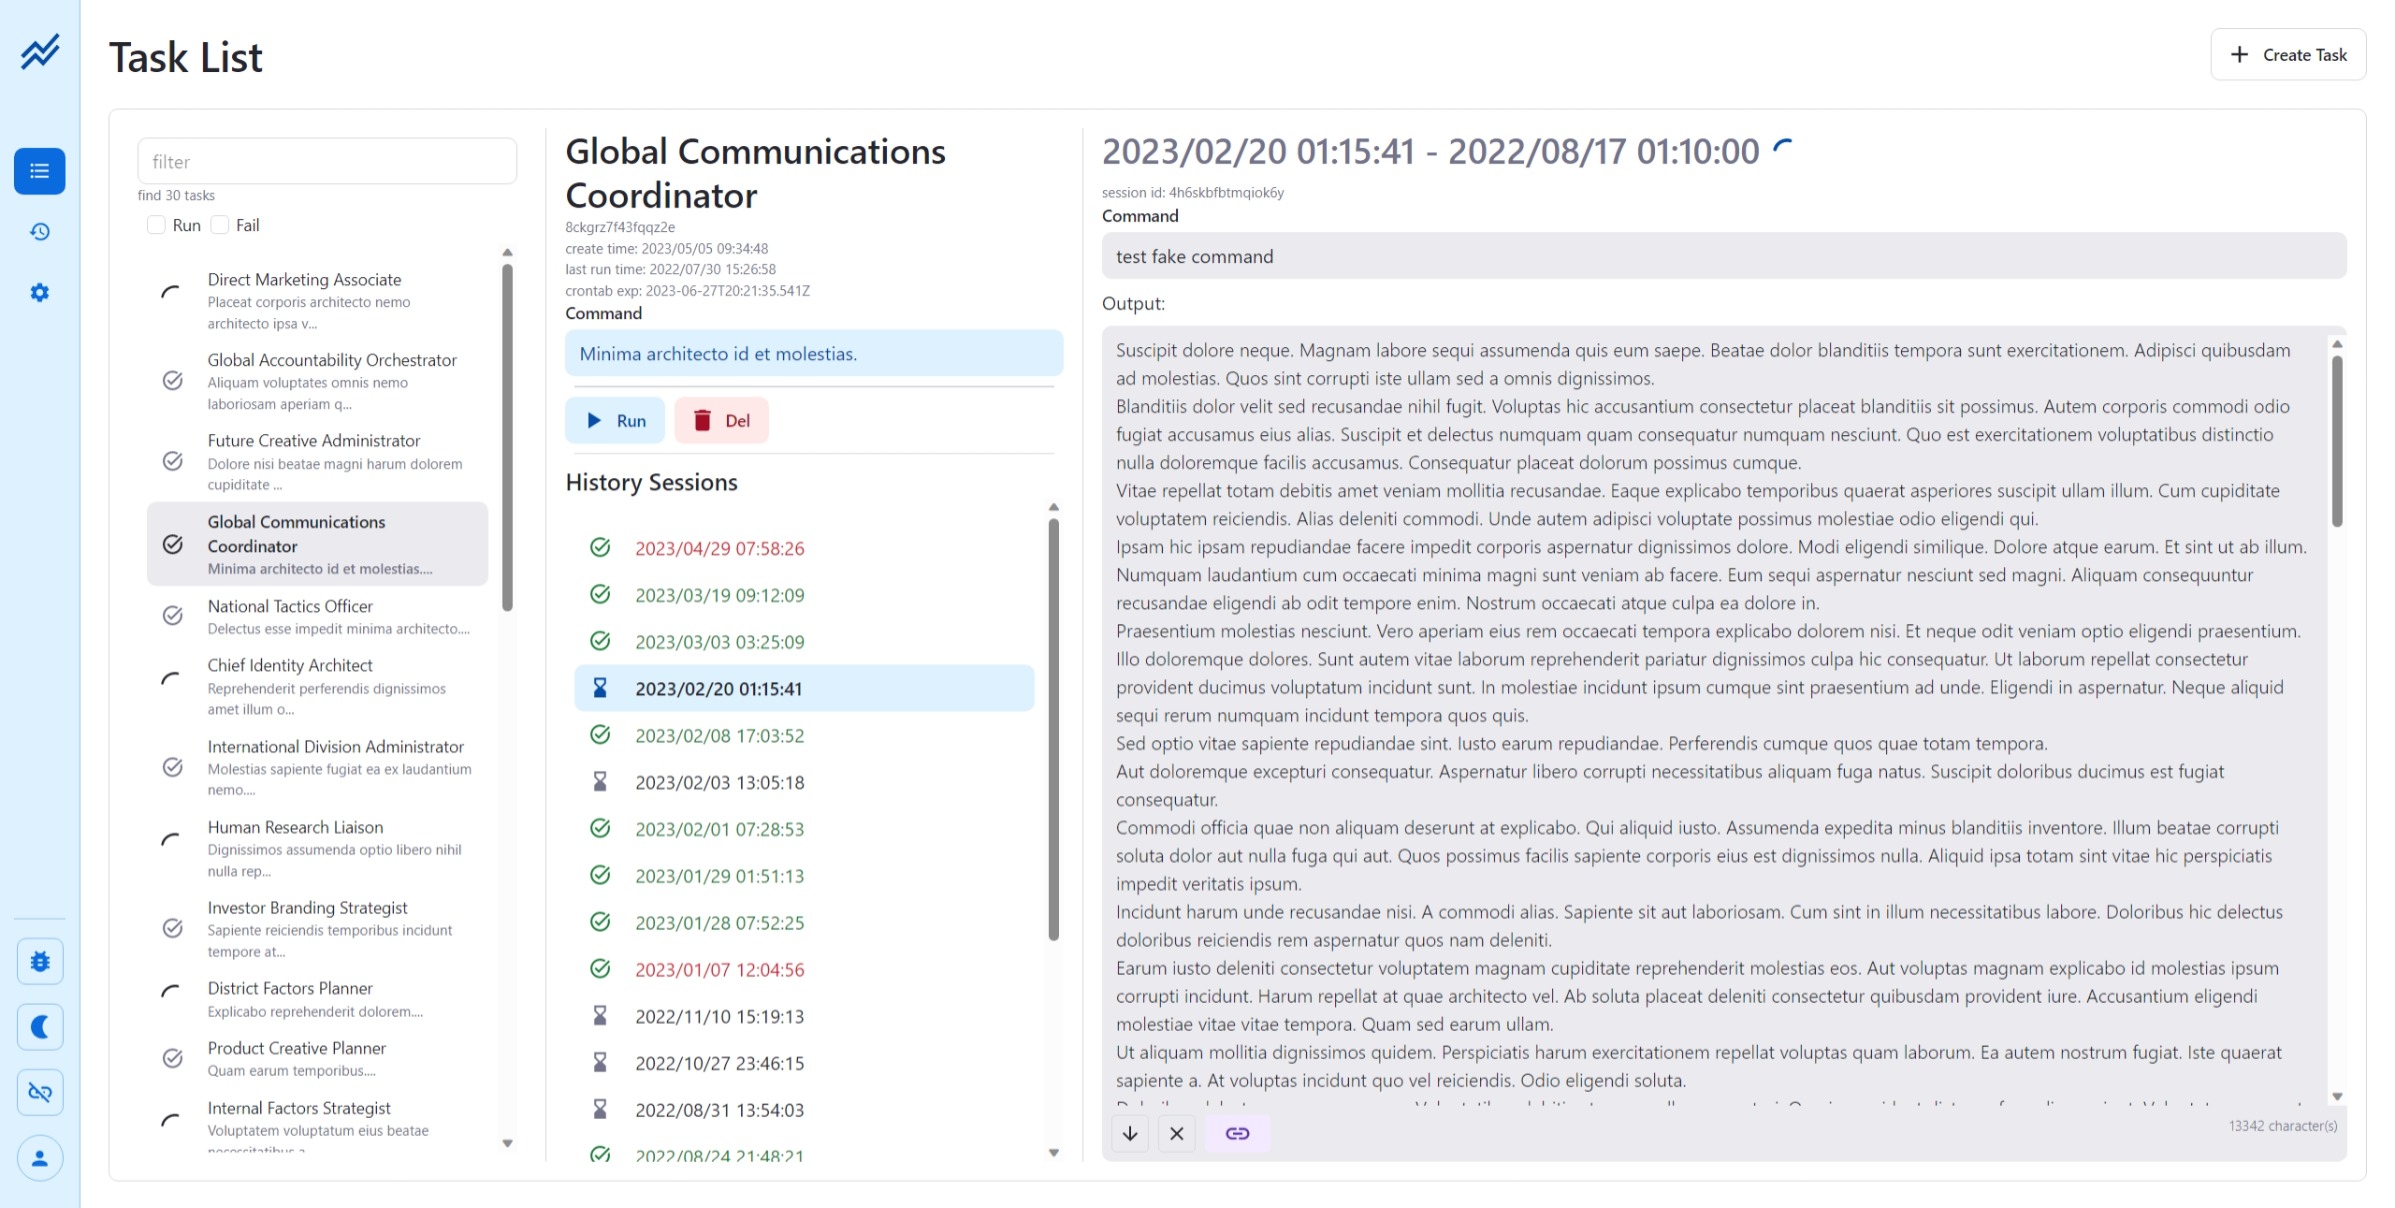 Task List
Create Task
filter
find 30 tasks
Run
Fail
Direct Marketing Associate
Placeat corporis architecto nemo
architecto ipsa v...
Global Accountability Orchestrator
Aliquam voluptates omnis nemo
laboriosam aperiam q...
Future Creative Administrator
Dolore nisi beatae magni harum dolorem
cupiditate ...
Global Communications
Coordinator
Minima architecto id et molestias....
National Tactics Officer
Delectus esse impedit minima architecto....
Chief Identity Architect
Reprehenderit perferendis dignissimos
amet illum o...
International Division Administrator
Molestias sapiente fugiat ea ex laudantium
nemo....
Human Research Liaison
Dignissimos assumenda optio libero nihil
nulla rep...
Investor Branding Strategist
Sapiente reiciendis temporibus incidunt
tempore at...
District Factors Planner
Explicabo reprehenderit dolorem....
Product Creative Planner
Quam earum temporibus....
Internal Factors Strategist
Voluptatem voluptatum eius beatae
Global Communications
Coordinator
8ckgrz7f43fqqz2e
create time: 2023/05/05 09:34:48
last run time: 2022/07/30 15:26:58
crontab exp: 2023-06-27T20:21:35.541Z
Command
Minima architecto id et molestias.
Run
Del
History Sessions
2023/04/29 07:58:26
2023/03/19 09:12:09
2023/03/03 03:25:09
2023/02/20 01:15:41
2023/02/08 17:03:52
2023/02/03 13:05:18
2023/02/01 07:28:53
2023/01/29 01:51:13
2023/01/28 07:52:25
2023/01/07 12:04:56
2022/11/10 15:19:13
2022/10/27 23:46:15
2022/08/31 13:54:03
2022/08/24 21:48:21
2023/02/20 01:15:41 - 2022/08/17 01:10:00
session id: 4h6skbfbtmqiok6y
Command
test fake command
Output:
Suscipit dolore neque. Magnam labore sequi assumenda quis eum saepe. Beatae dolor blanditiis tempora sunt exercitationem. Adipisci quibusdam
ad molestias. Quos sint corrupti iste ullam sed a omnis dignissimos.
Blanditiis dolor velit sed recusandae nihil fugit. Voluptas hic accusantium consectetur placeat blanditiis sit possimus. Autem corporis commodi odio
fugiat accusamus eius alias. Suscipit et delectus numquam quam consequatur numquam nesciunt. Quo est exercitationem voluptatibus distinctio
nulla doloremque facilis accusamus. Consequatur placeat dolorum possimus cumque.
Vitae repellat totam debitis amet veniam mollitia recusandae. Eaque explicabo temporibus quaerat asperiores suscipit ullam illum. Cum cupiditate
voluptatem reiciendis. Alias deleniti commodi. Unde autem adipisci voluptate possimus molestiae odio eligendi qui.
Ipsam hic ipsam repudiandae facere impedit corporis aspernatur dignissimos dolore. Modi eligendi similique. Dolore atque earum. Et sint ut ab illum.
Numquam laudantium cum occaecati minima magni sunt veniam ab facere. Eum sequi aspernatur nesciunt sed magni. Aliquam consequuntur
recusandae eligendi ab odit tempore enim. Nostrum occaecati atque culpa ea dolore in.
Praesentium molestias nesciunt. Vero aperiam eius rem occaecati tempora explicabo dolorem nisi. Et neque odit veniam optio eligendi praesentium.
Illo doloremque dolores. Sunt autem vitae laborum reprehenderit pariatur dignissimos culpa hic consequatur. Ut laborum repellat consectetur
provident ducimus voluptatum incidunt sunt. In molestiae incidunt ipsum cumque sint praesentium ad unde. Eligendi in aspernatur. Neque aliquid
sequi rerum numquam incidunt tempora quos quis.
Sed optio vitae sapiente repudiandae sint. Iusto earum repudiandae. Perferendis cumque quos quae totam tempora.
Aut doloremque excepturi consequatur. Aspernatur libero corrupti necessitatibus aliquam fuga natus. Suscipit doloribus ducimus est fugiat
consequatur.
Commodi officia quae non aliquam deserunt at explicabo. Qui aliquid iusto. Assumenda expedita minus blanditiis inventore. Illum beatae corrupti
soluta dolor aut nulla fuga qui aut. Quos possimus facilis sapiente corporis eius est dignissimos nulla. Aliquid ipsa totam sint vitae hic perspiciatis
impedit veritatis ipsum.
Incidunt harum unde recusandae nisi. A commodi alias. Sapiente sit aut laboriosam. Cum sint in illum necessitatibus labore. Doloribus hic delectus
doloribus reiciendis rem aspernatur quos nam deleniti.
Earum iusto deleniti consectetur voluptatem magnam cupiditate reprehenderit molestias eos. Aut voluptas magnam explicabo id molestias ipsum
corrupti incidunt. Harum repellat at quae architecto vel. Ab soluta placeat deleniti consectetur quibusdam provident iure. Accusantium eligendi
molestiae vitae vitae tempora. Quam sed earum ullam.
Ut aliquam mollitia dignissimos quidem. Perspiciatis harum exercitationem repellat voluptas quam laborum. Ea autem nostrum fugiat. Iste quaerat
sapiente a. At voluptas incidunt quo vel reiciendis. Odio eligendi soluta.
13342 character(s)